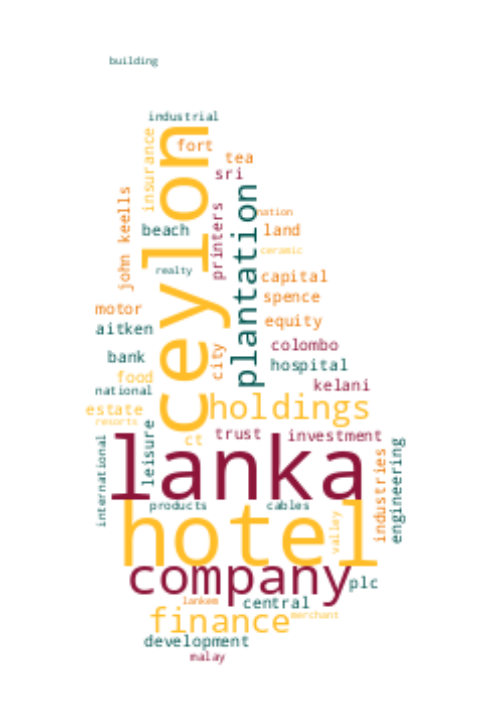 building
industrial
ceylon
insurance
fort
tea
sri
john keells
beach
printers
plantation
nation
land
ceramic
realty
capital
spence
motor
aitken
equity
city
colombo
bank
hospital
food
kelani
national
estate
holdings
resorts
ct
trust
investment
leisure
international
lanka
industries
engineering
products
cables
hotel
valley
company
plc
lankem
central
finance
merchant
development
malay